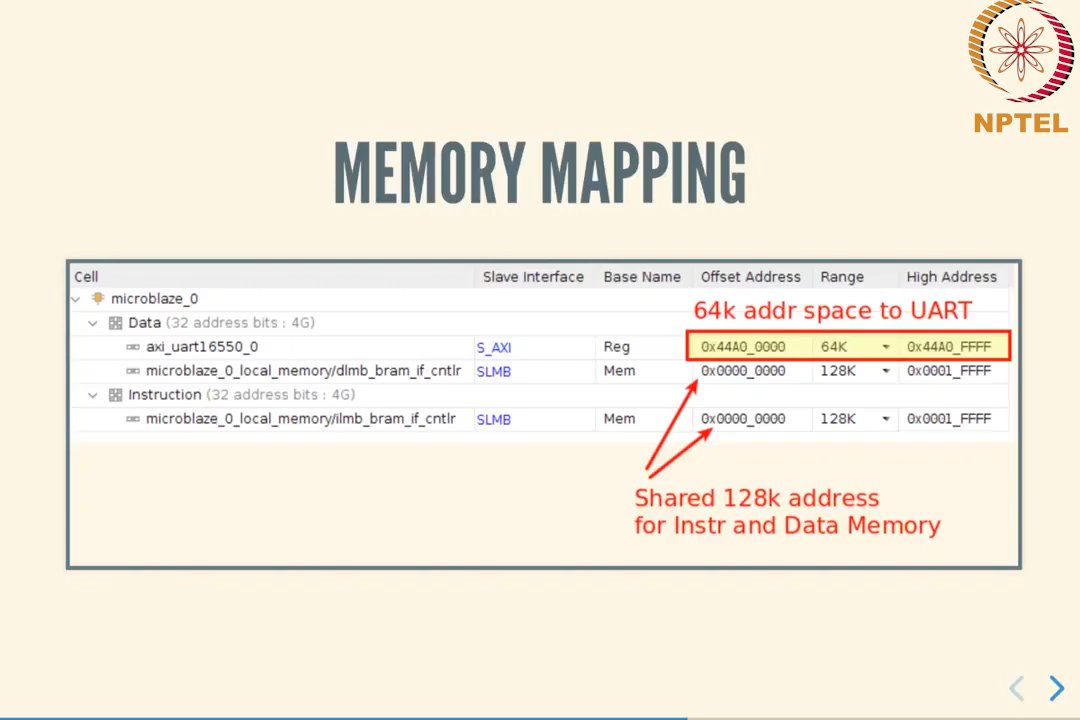 NPTEL
MEMORY MAPPING
Cell Slave Interface Base Name Offset Address Range High Address
microblaze_0
64k addr space to UART
Data (32 address bits : 4G)
axi_uart16550_0 S_AXI Reg 0x44A0_0000 64K 0x44A0_FFFF
microblaze_0_local_memory/dlmb_bram_if_cntlr SLMB Mem 0x0000_0000 128K 0x0001_FFFF
Instruction (32 address bits : 4G)
microblaze_0_local_memory/ilmb_bram_if_cntlr SLMB Mem 0x0000_0000 128K 0x0001_FFFF
Shared 128k address
for Instr and Data Memory